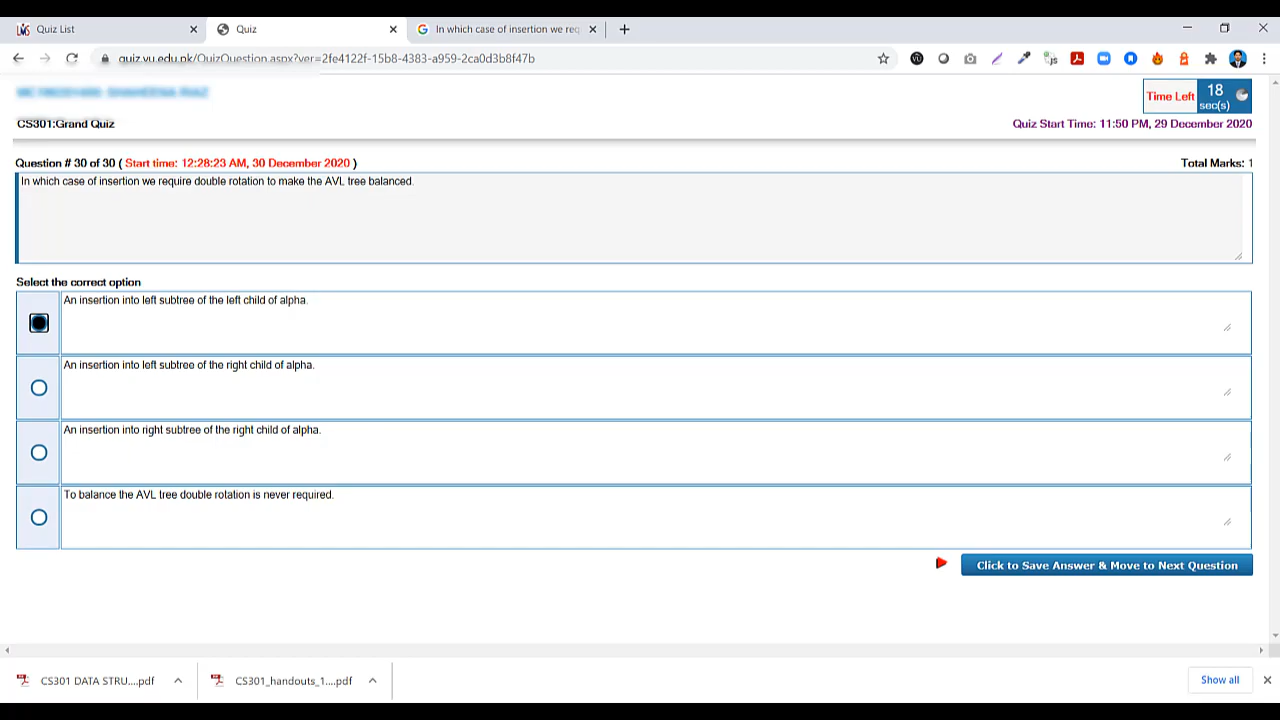 Quiz List
Quiz
In which case of insertion we req
quiz.vu.edu.pk/QuizQuestion.aspx?ver=2fe4122f-15b8-4383-a959-2ca9d3b8f47b
Time Left 18 sec(s)
CS301:Grand Quiz
Quiz Start Time: 11:50 PM, 29 December 2020
Question # 30 of 30 ( Start time: 12:28:23 AM, 30 December 2020 )
Total Marks: 1
In which case of insertion we require double rotation to make the AVL tree balanced.
Select the correct option
An insertion into left subtree of the left child of alpha.
An insertion into left subtree of the right child of alpha.
An insertion into right subtree of the right child of alpha.
To balance the AVL tree double rotation is never required.
Click to Save Answer & Move to Next Question
CS301 DATA STRU....pdf
CS301_handouts_1....pdf
Show all